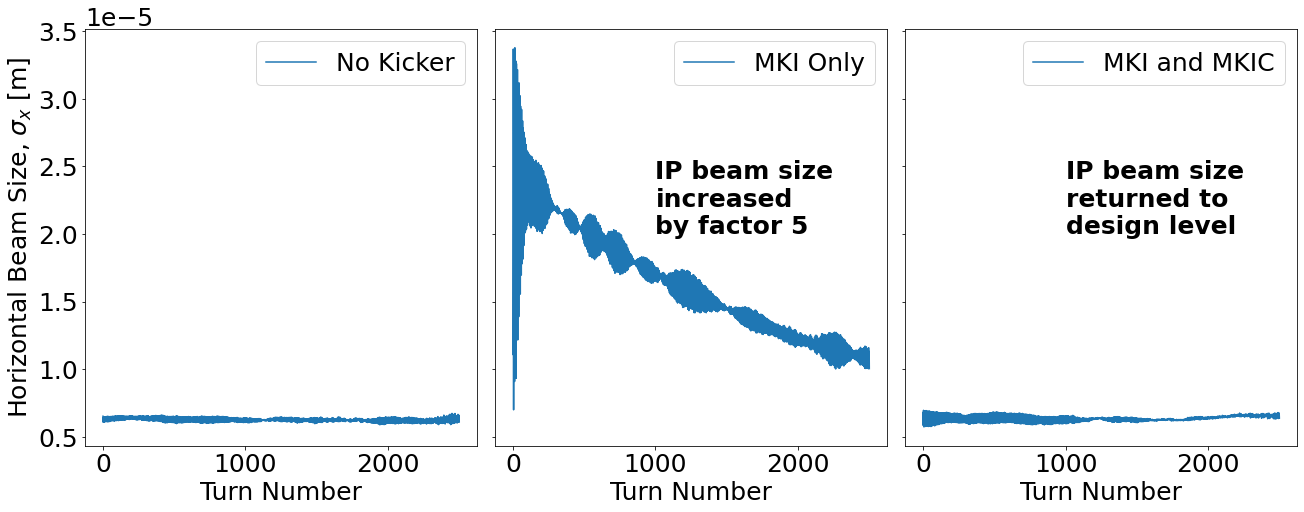 1e−5
Horizontal Beam Size, σx [m]
3.5
3.0
2.5
2.0
1.5
1.0
0.5
No Kicker
0 1000 2000
Turn Number
MKI Only
IP beam size
increased
by factor 5
0 1000 2000
Turn Number
MKI and MKIC
IP beam size
returned to
design level
0 1000 2000
Turn Number